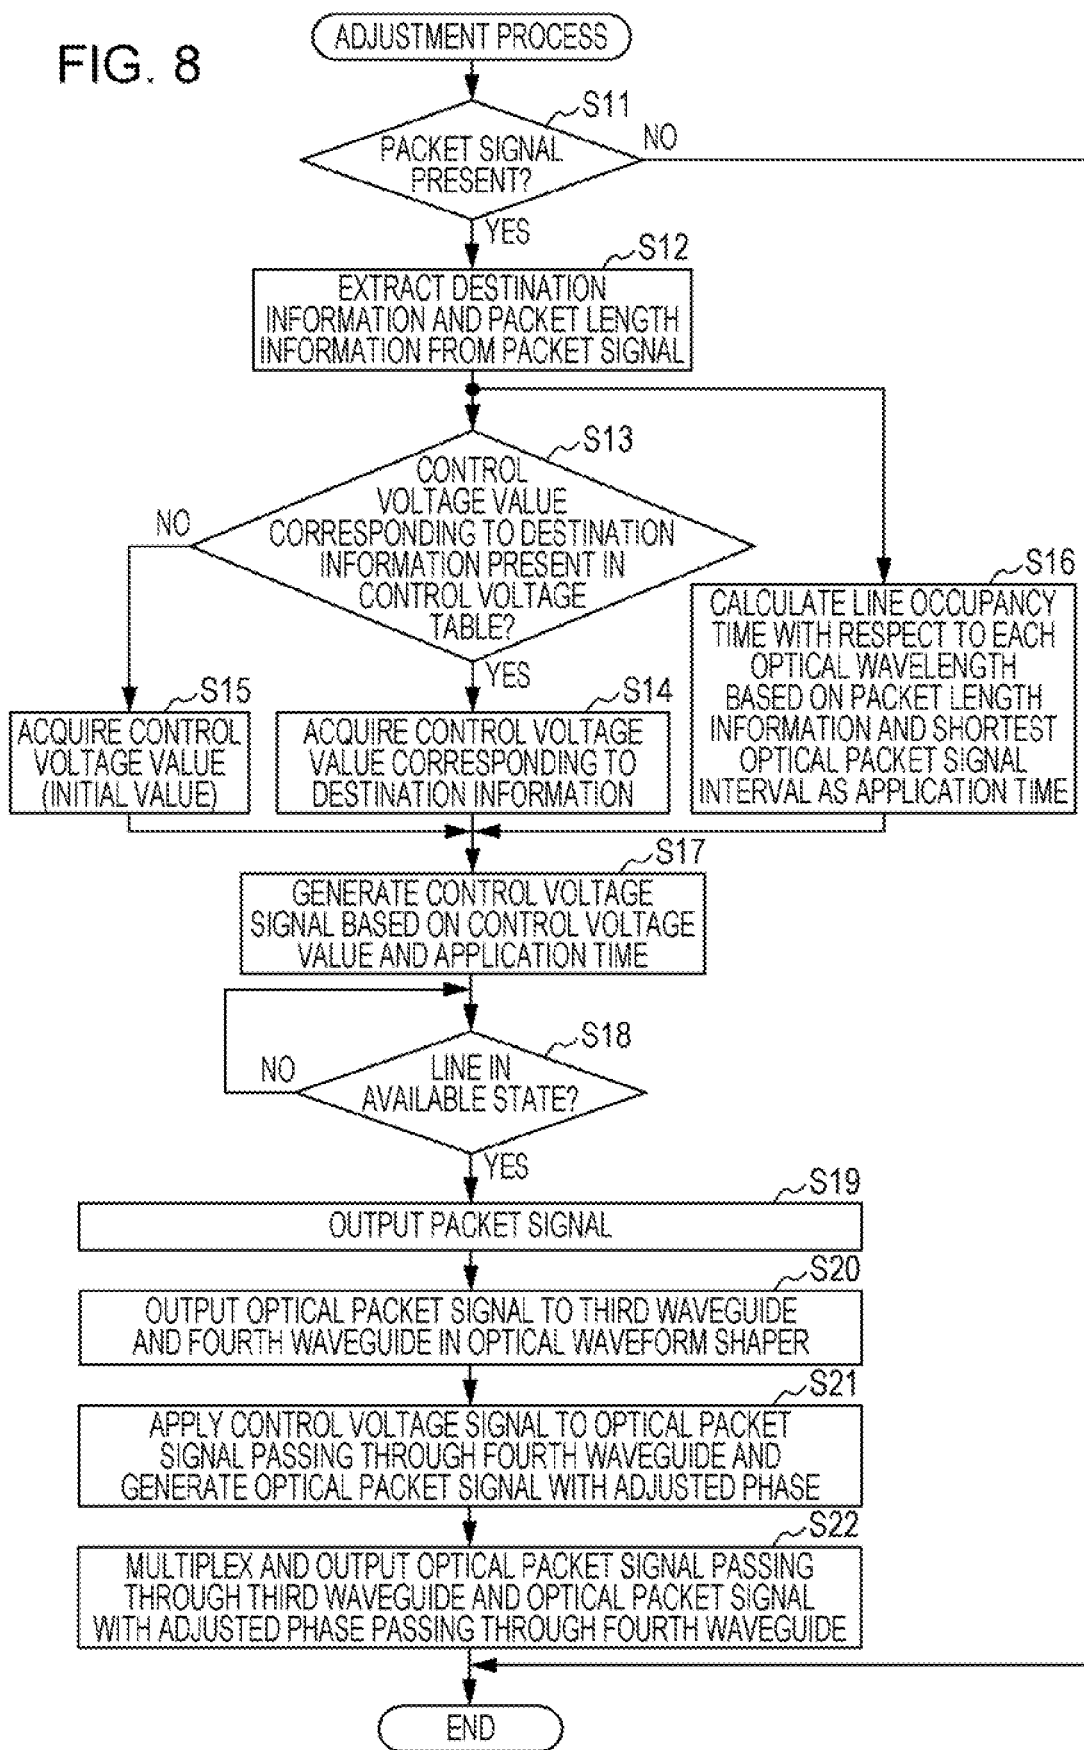 FIG. 8
ADJUSTMENT PROCESS
S11
PACKET SIGNAL
PRESENT?
NO
YES
S12
EXTRACT DESTINATION
INFORMATION AND PACKET LENGTH
INFORMATION FROM PACKET SIGNAL
S13
CONTROL
VOLTAGE VALUE
CORRESPONDING TO DESTINATION
INFORMATION PRESENT IN
CONTROL VOLTAGE
TABLE?
NO
YES
S15
ACQUIRE CONTROL
VOLTAGE VALUE
(INITIAL VALUE)
S14
ACQUIRE CONTROL VOLTAGE
VALUE CORRESPONDING TO
DESTINATION INFORMATION
S16
CALCULATE LINE OCCUPANCY
TIME WITH RESPECT TO EACH
OPTICAL WAVELENGTH
BASED ON PACKET LENGTH
INFORMATION AND SHORTEST
OPTICAL PACKET SIGNAL
INTERVAL AS APPLICATION TIME
S17
GENERATE CONTROL VOLTAGE
SIGNAL BASED ON CONTROL VOLTAGE
VALUE AND APPLICATION TIME
S18
LINE IN
AVAILABLE STATE?
NO
YES
S19
OUTPUT PACKET SIGNAL
S20
OUTPUT OPTICAL PACKET SIGNAL TO THIRD WAVEGUIDE
AND FOURTH WAVEGUIDE IN OPTICAL WAVEFORM SHAPER
S21
APPLY CONTROL VOLTAGE SIGNAL TO OPTICAL PACKET
SIGNAL PASSING THROUGH FOURTH WAVEGUIDE AND
GENERATE OPTICAL PACKET SIGNAL WITH ADJUSTED PHASE
S22
MULTIPLEX AND OUTPUT OPTICAL PACKET SIGNAL PASSING
THROUGH THIRD WAVEGUIDE AND OPTICAL PACKET SIGNAL
WITH ADJUSTED PHASE PASSING THROUGH FOURTH WAVEGUIDE
END